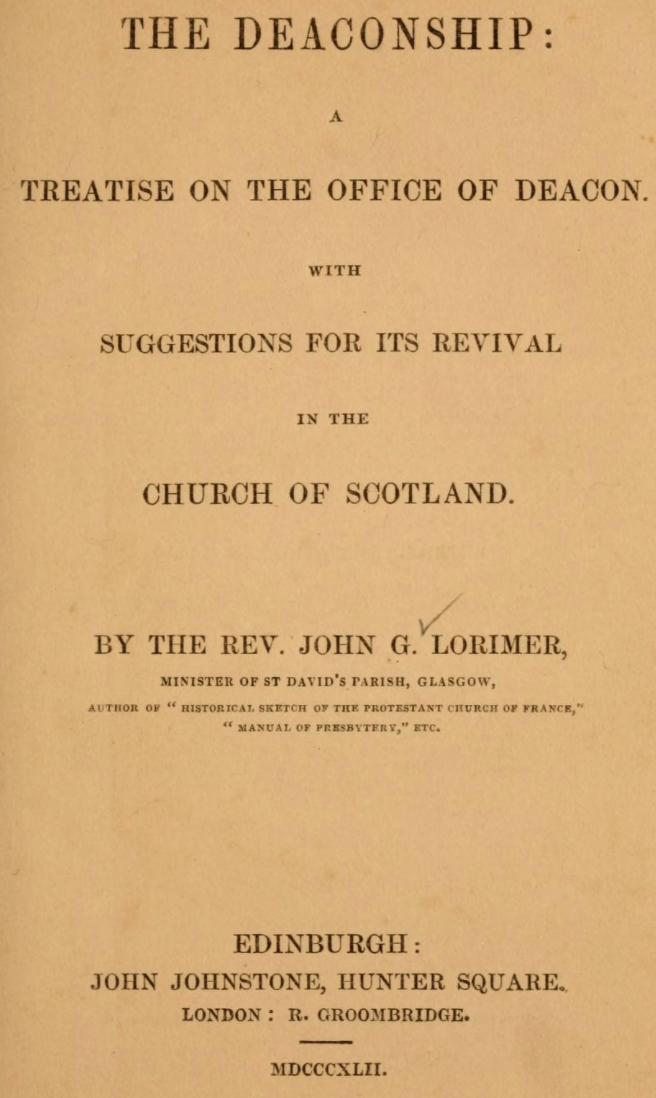 THE DEACONSHIP:
A
TREATISE ON THE OFFICE OF DEACON.
WITH
SUGGESTIONS FOR ITS REVIVAL
IN THE
CHURCH OF SCOTLAND.
BY THE REV. JOHN G. LORIMER,
MINISTER OF ST DAVID'S PARISH, GLASGOW,
AUTHOR OF "HISTORICAL SKETCH OF THE PROTESTANT CHURCH OF FRANCE,"
"MANUAL OF PRESBYTERY," ETC.
EDINBURGH:
JOHN JOHNSTONE, HUNTER SQUARE.
LONDON: R. GROOMBRIDGE.
MDCCCXLII.